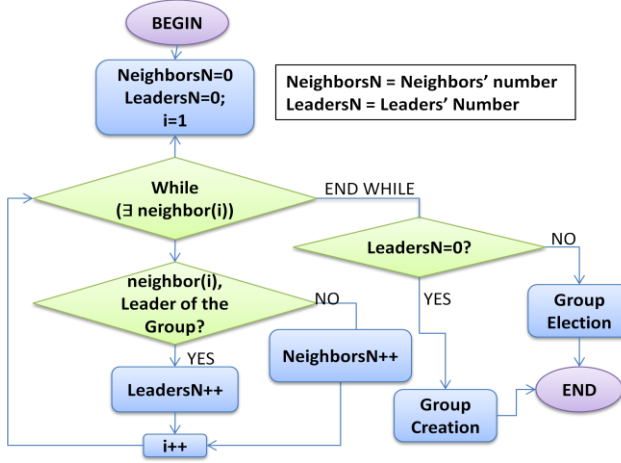 BEGIN
NeighborsN=0
LeadersN=0;
i=1
NeighborsN = Neighbors’ number
LeadersN = Leaders’ Number
While
(∃ neighbor(i))
END WHILE
LeadersN=0?
NO
YES
neighbor(i),
Leader of the
Group?
NO
YES
Group
Election
NeighborsN++
LeadersN++
Group
Creation
END
i++